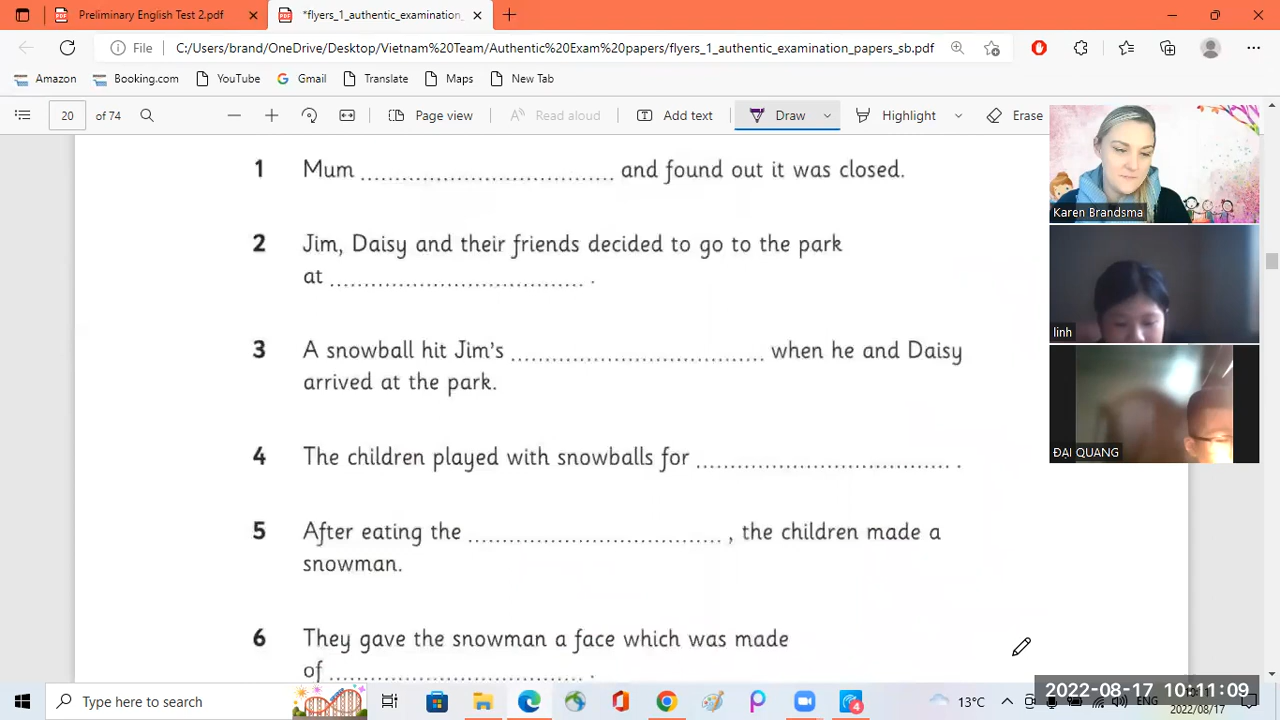 Preliminary English Test 2.pdf
*flyers_1_authentic_examination_
File C:/Users/brand/OneDrive/Desktop/Vietnam%20Team/Authentic%20Exam%20papers/flyers_1_authentic_examination_papers_sb.pdf
Amazon Booking.com YouTube Gmail Translate Maps New Tab
20 of 74 Page view Read aloud Add text Draw Highlight Erase
1 Mum ................................ and found out it was closed.
2 Jim, Daisy and their friends decided to go to the park
at ................................ .
3 A snowball hit Jim's ................................ when he and Daisy
arrived at the park.
4 The children played with snowballs for ................................ .
5 After eating the ................................ , the children made a
snowman.
6 They gave the snowman a face which was made
of ................................ .
Karen Brandsma
linh
ĐẠI QUANG
Type here to search
4
13°C
ENG
2022-08-17 10:11:09
2022/08/17